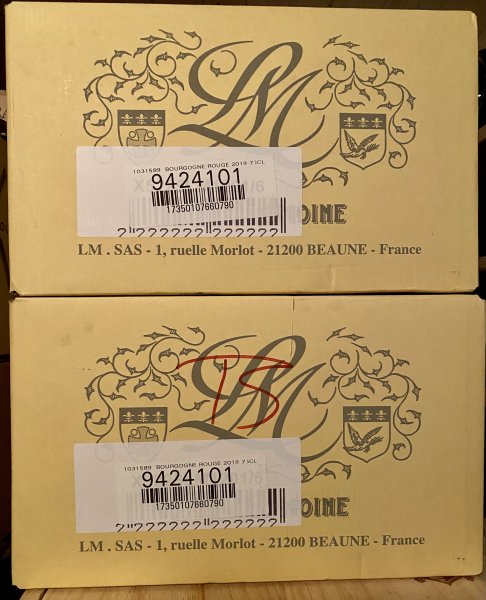 LM
1031589 BOURGOGNE ROUGE 2019 75CL
9424101
17350107660790
OINE
LM . SAS - 1, ruelle Morlot - 21200 BEAUNE - France
LM
TS
1031589 BOURGOGNE ROUGE 2019 75CL
9424101
17350107660790
OINE
LM . SAS - 1, ruelle Morlot - 21200 BEAUNE - France